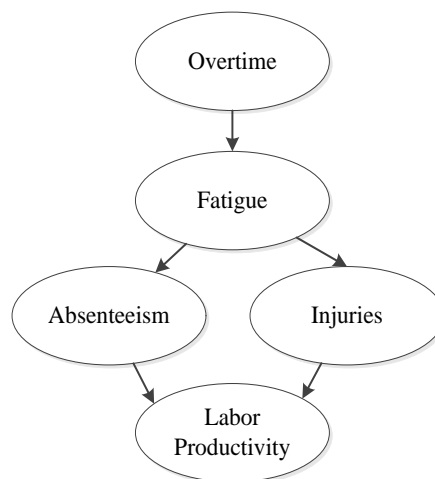 Overtime
Fatigue
Absenteeism
Injuries
Labor
Productivity